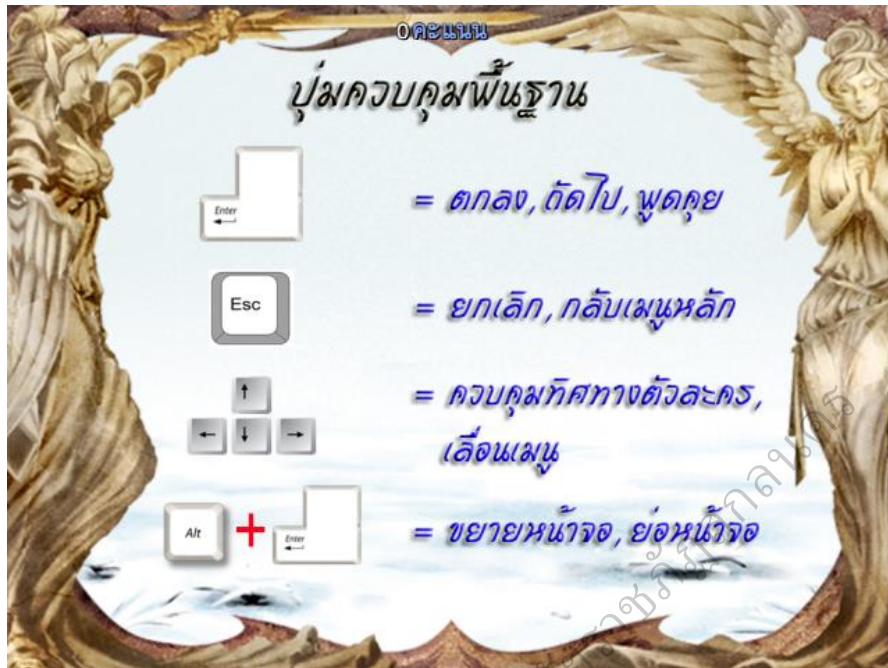 0คะแนน
ปุ่มควบคุมพื้นฐาน
Enter
= ตกลง,ถัดไป,พูดคุย
Esc
= ยกเลิก,กลับเมนูหลัก
↑
← ↓ →
= ควบคุมทิศทางตัวละคร,
เลื่อนเมนู
Alt + Enter
= ขยายหน้าจอ,ย่อหน้าจอ